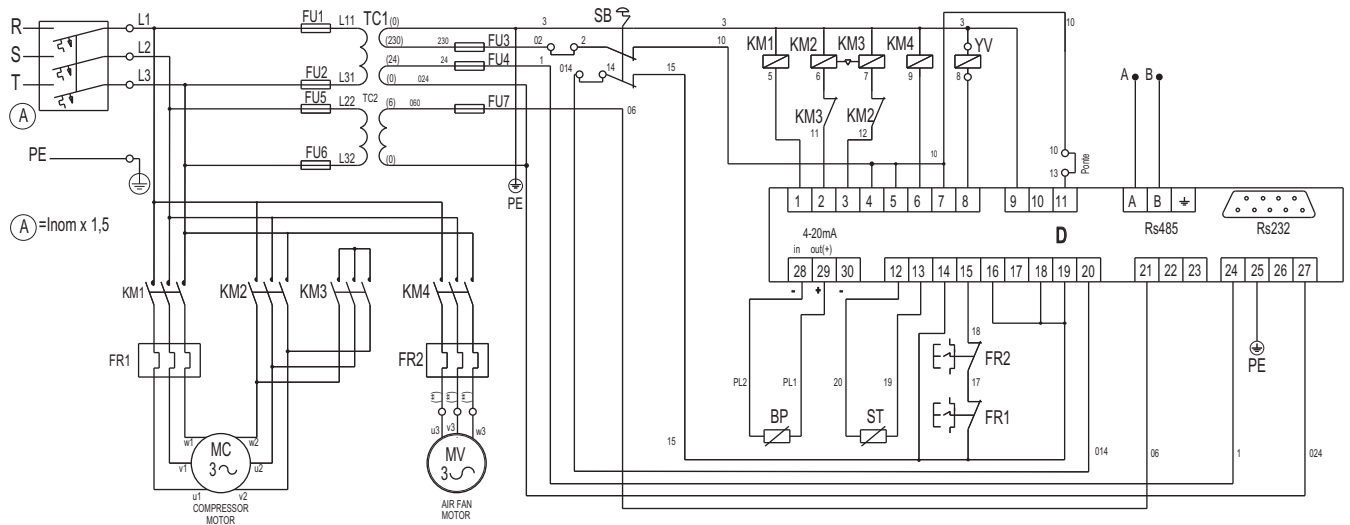 R
S
T
A
PE
A =Inom x 1,5
L1
L2
L3
FU1
L11
FU2
L31
FU5
L22
FU6
L32
TC1
(0)
(230)
(24)
(0)
TC2
(6)
(0)
230
FU3
24
FU4
024
060
FU7
PE
3
02
2
1
014
14
SB
10
15
06
3
KM1
KM2
KM3
KM4
YV
5
6
7
9
8
3
10
KM3
11
KM2
12
10
10
13
Ponte
A
B
1 2 3 4 5 6 7 8
9 10 11
A B
Rs485
Rs232
D
4-20mA
in out(+)
28 29 30
12 13 14 15 16 17 18 19 20
21 22 23
24 25 26 27
- + -
PL2
PL1
BP
20
19
ST
18
FR2
17
FR1
15
014
06
1
024
PE
KM1
KM2
KM3
KM4
FR1
FR2
(**) (**) (**)
u3 v3 w3
MV
3
AIR FAN
MOTOR
w1 w2
v1 u2
MC
3
u1 v2
COMPRESSOR
MOTOR